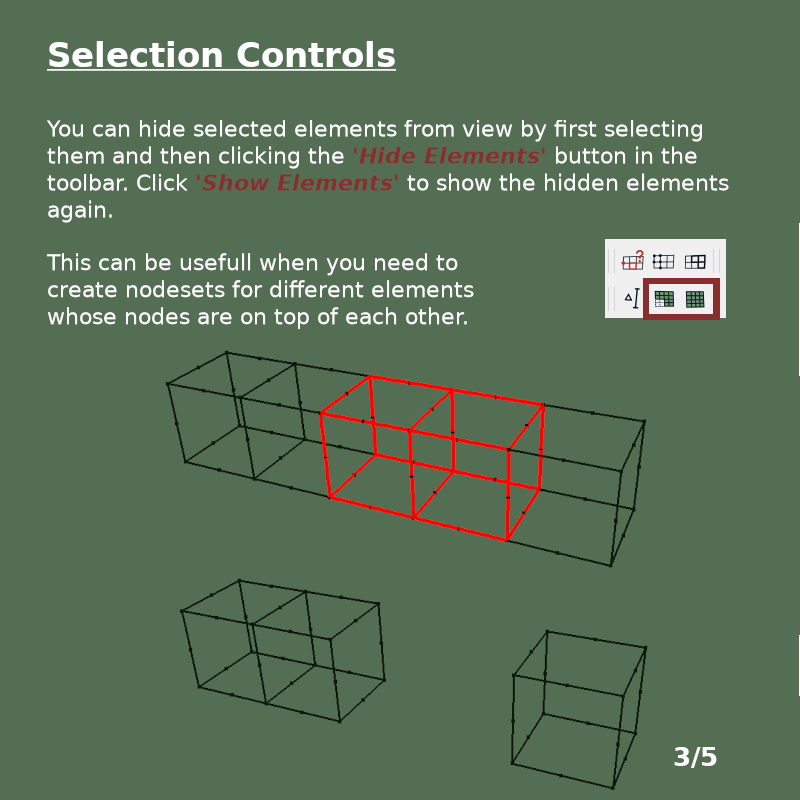 Selection Controls
You can hide selected elements from view by first selecting
them and then clicking the 'Hide Elements' button in the
toolbar. Click 'Show Elements' to show the hidden elements
again.
This can be usefull when you need to
create nodesets for different elements
whose nodes are on top of each other.
3/5